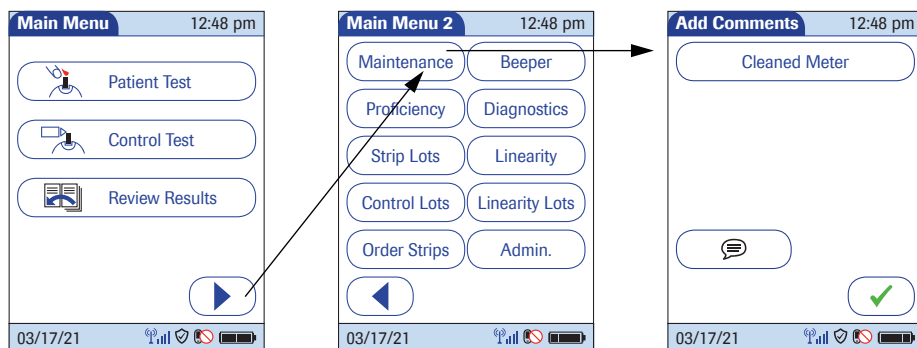 Main Menu 12:48 pm
Patient Test
Control Test
Review Results
03/17/21
Main Menu 2 12:48 pm
Maintenance Beeper
Proficiency Diagnostics
Strip Lots Linearity
Control Lots Linearity Lots
Order Strips Admin.
03/17/21
Add Comments 12:48 pm
Cleaned Meter
03/17/21